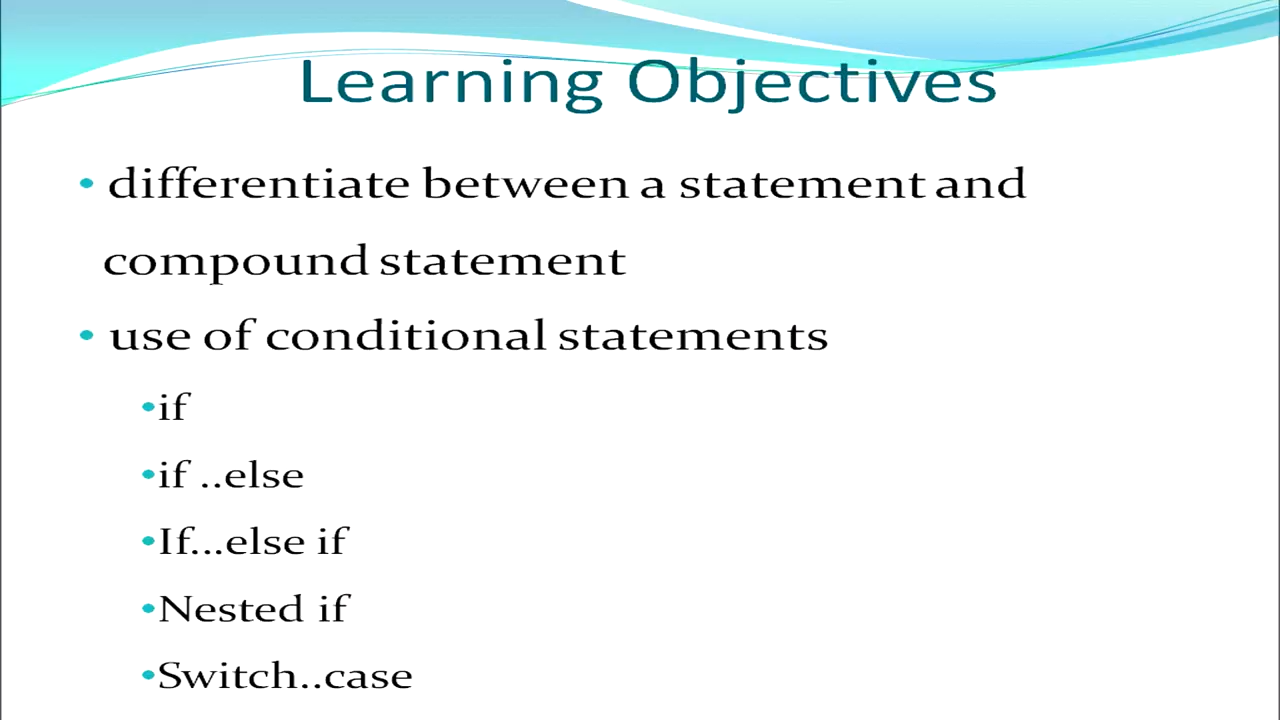 Learning Objectives
• differentiate between a statement and
compound statement
• use of conditional statements
•if
•if ..else
•If...else if
•Nested if
•Switch..case